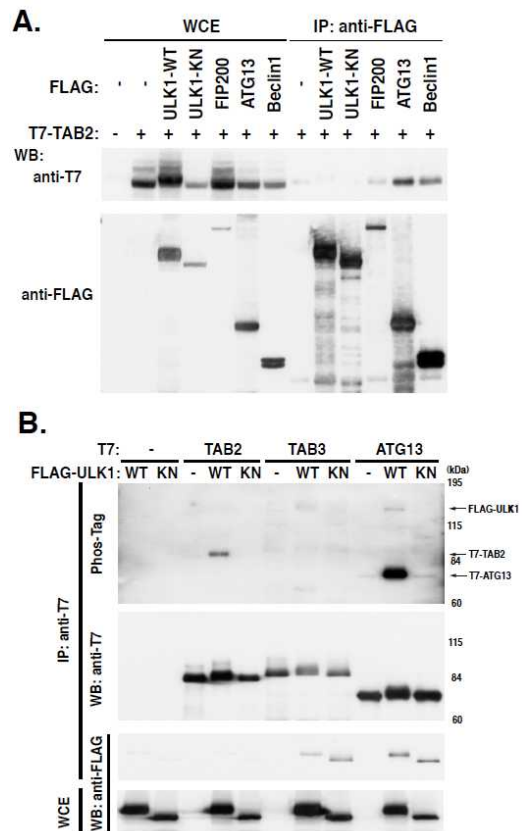 A.
WCE IP: anti-FLAG
FLAG: - - ULK1-WT ULK1-KN FIP200 ATG13 Beclin1 - ULK1-WT ULK1-KN FIP200 ATG13 Beclin1
T7-TAB2 - + + + + + + + + + + + +
WB:
anti-T7
anti-FLAG
B.
T7: - TAB2 TAB3 ATG13
FLAG-ULK1: WT KN - WT KN - WT KN - WT KN (kDa)
IP: anti-T7
Phos-Tag
195
FLAG-ULK1
115
T7-TAB2
84
T7-ATG13
60
WB: anti-T7
115
84
60
WB: anti-FLAG
WCE